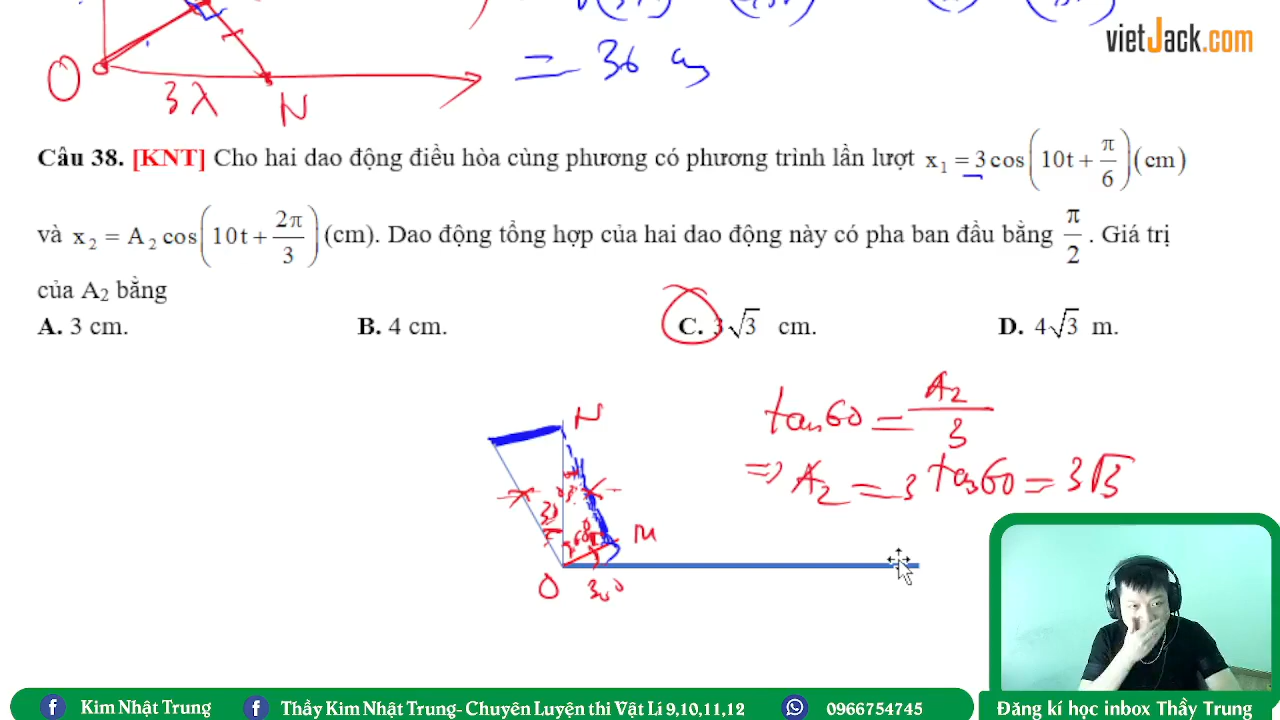 vietJack.com
= 36 cm
O 3λ N
Câu 38. [KNT] Cho hai dao động điều hòa cùng phương có phương trình lần lượt x₁ = 3cos(10t + π/6)(cm)
và x₂ = A₂ cos(10t + 2π/3)(cm). Dao động tổng hợp của hai dao động này có pha ban đầu bằng π/2. Giá trị
của A₂ bằng
A. 3 cm. B. 4 cm. C. 3√3 cm. D. 4√3 m.
tan60 = A₂/3
⇒ A₂ = 3 tan60 = 3√3
N
M
O 30°
Kim Nhật Trung Thầy Kim Nhật Trung- Chuyên Luyện thi Vật Lí 9,10,11,12 0966754745 Đăng kí học inbox Thầy Trung